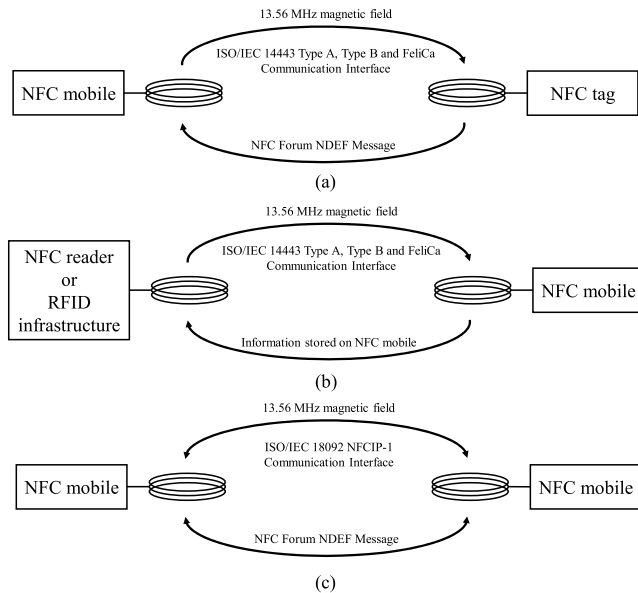 13.56 MHz magnetic field
ISO/IEC 14443 Type A, Type B and FeliCa
Communication Interface
NFC mobile
NFC tag
NFC Forum NDEF Message
(a)
13.56 MHz magnetic field
ISO/IEC 14443 Type A, Type B and FeliCa
Communication Interface
NFC reader
or
RFID
infrastructure
NFC mobile
Information stored on NFC mobile
(b)
13.56 MHz magnetic field
ISO/IEC 18092 NFCIP-1
Communication Interface
NFC mobile
NFC mobile
NFC Forum NDEF Message
(c)